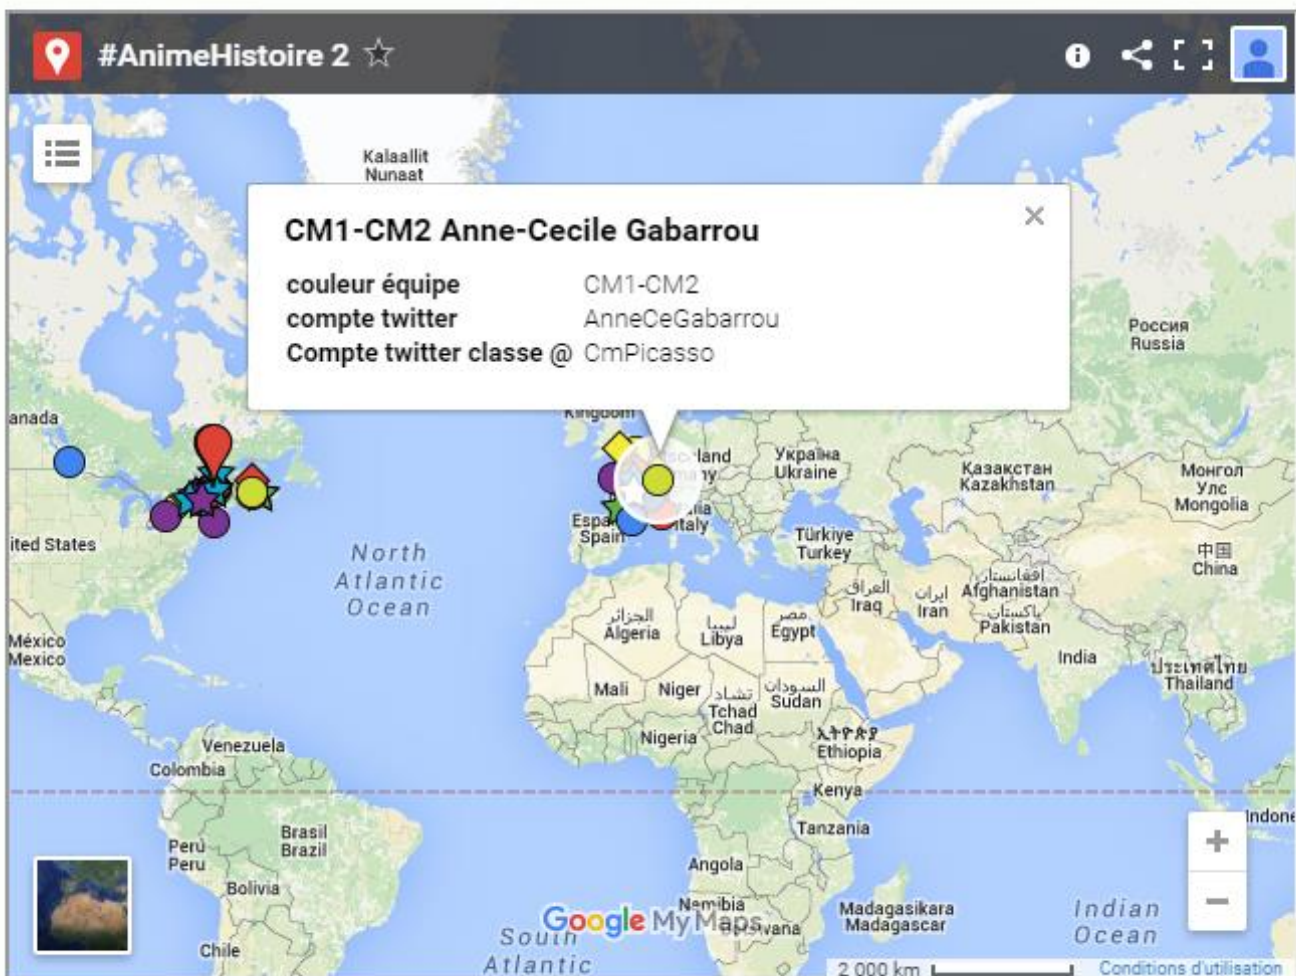 #AnimeHistoire 2
Kalaallit
Nunaat
CM1-CM2 Anne-Cecile Gabarrou
couleur équipe CM1-CM2
compte twitter AnneCeGabarrou
Compte twitter classe @ CmPicasso
Россия
Russia
anada
Kingdom
land
Україна
Ukraine
Қазақстан
Kazakhstan
Монгол
Улс
Mongolia
ited States
Spain
Italy
Türkiye
Turkey
中国
China
North
Atlantic
Ocean
العراق
Iraq
ایران
Iran
افغانستان
Afghanistan
پاکستان
Pakistan
México
Mexico
الجزائر
Algeria
ليبيا
Libya
مصر
Egypt
India
ประเทศไทย
Thailand
Mali
Niger
تشاد
Tchad
Chad
السودان
Sudan
Nigeria
ኢትዮጵያ
Ethiopia
Venezuela
Colombia
Kenya
Tanzania
Indone
Brasil
Brazil
Perú
Peru
Angola
Bolivia
Namibia
Google My Maps
Madagasikara
Madagascar
Indian
Ocean
South
Atlantic
Chile
2 000 km
Conditions d'utilisation